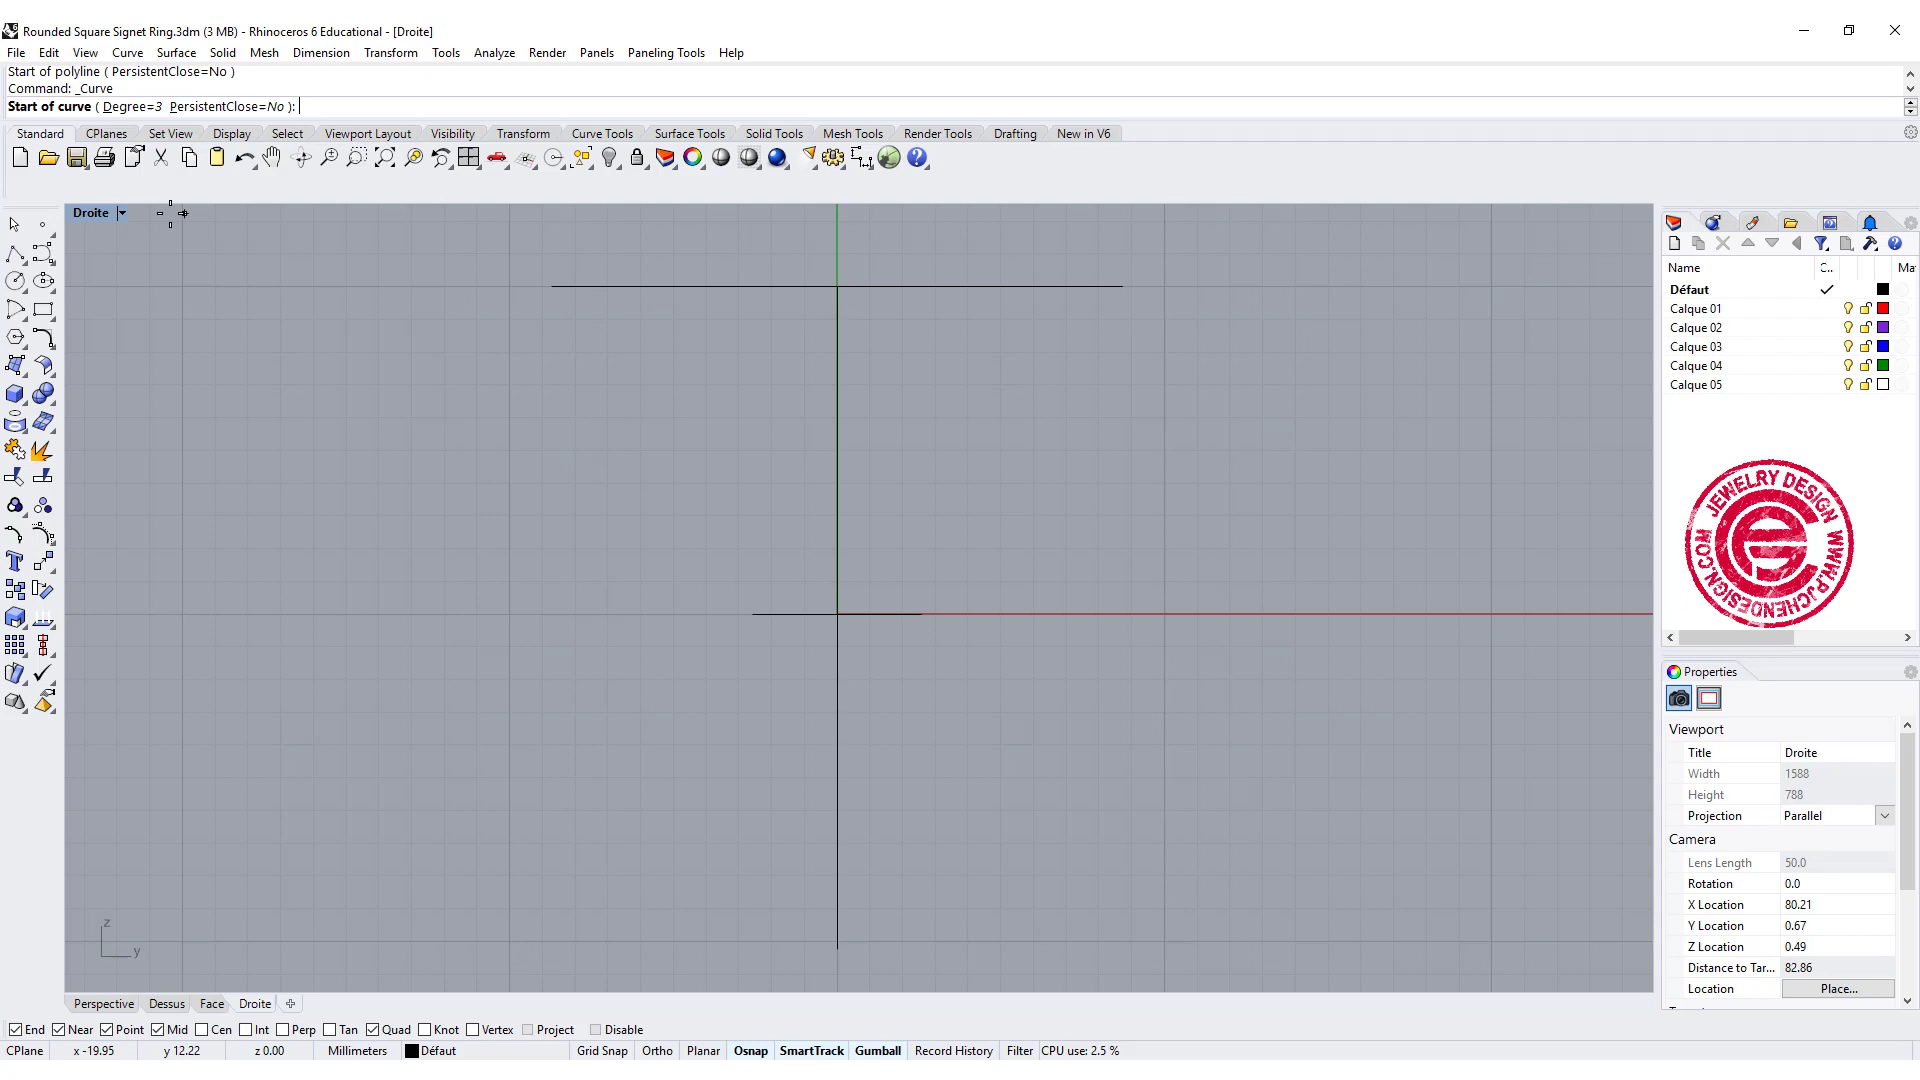 Rounded Square Signet Ring.3dm (3 MB) - Rhinoceros 6 Educational - [Droite]
File Edit View Curve Surface Solid Mesh Dimension Transform Tools Analyze Render Panels Paneling Tools Help
Start of polyline ( PersistentClose=No )
Command: _Curve
Start of curve ( Degree=3 PersistentClose=No ):
Standard CPlanes Set View Display Select Viewport Layout Visibility Transform Curve Tools Surface Tools Solid Tools Mesh Tools Render Tools Drafting New in V6
Droite
Name C.. Ma
Défaut
Calque 01
Calque 02
Calque 03
Calque 04
Calque 05
JEWELRY DESIGN
WWW.PJCHENDESIGN.COM
Properties
Viewport
Title Droite
Width 1588
Height 788
Projection Parallel
Camera
Lens Length 50.0
Rotation 0.0
X Location 80.21
Y Location 0.67
Z Location 0.49
Distance to Tar... 82.86
Location Place...
z
y
Perspective Dessus Face Droite
End Near Point Mid Cen Int Perp Tan Quad Knot Vertex Project Disable
CPlane x -19.95 y 12.22 z 0.00 Millimeters Défaut Grid Snap Ortho Planar Osnap SmartTrack Gumball Record History Filter CPU use: 2.5 %